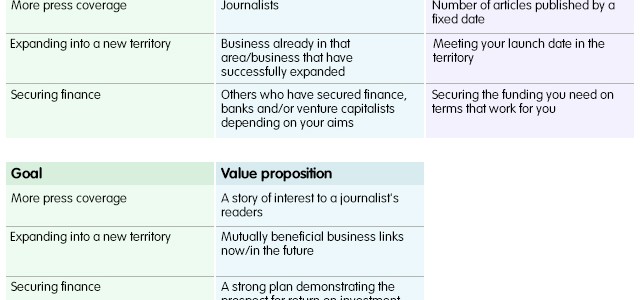 More press coverage
Journalists
Number of articles published by a
fixed date
Expanding into a new territory
Business already in that
area/business that have
successfully expanded
Meeting your launch date in the
territory
Securing finance
Others who have secured finance,
banks and/or venture capitalists
depending on your aims
Securing the funding you need on
terms that work for you
Goal
Value proposition
More press coverage
A story of interest to a journalist's
readers
Expanding into a new territory
Mutually beneficial business links
now/in the future
Securing finance
A strong plan demonstrating the
prospect for return on investment